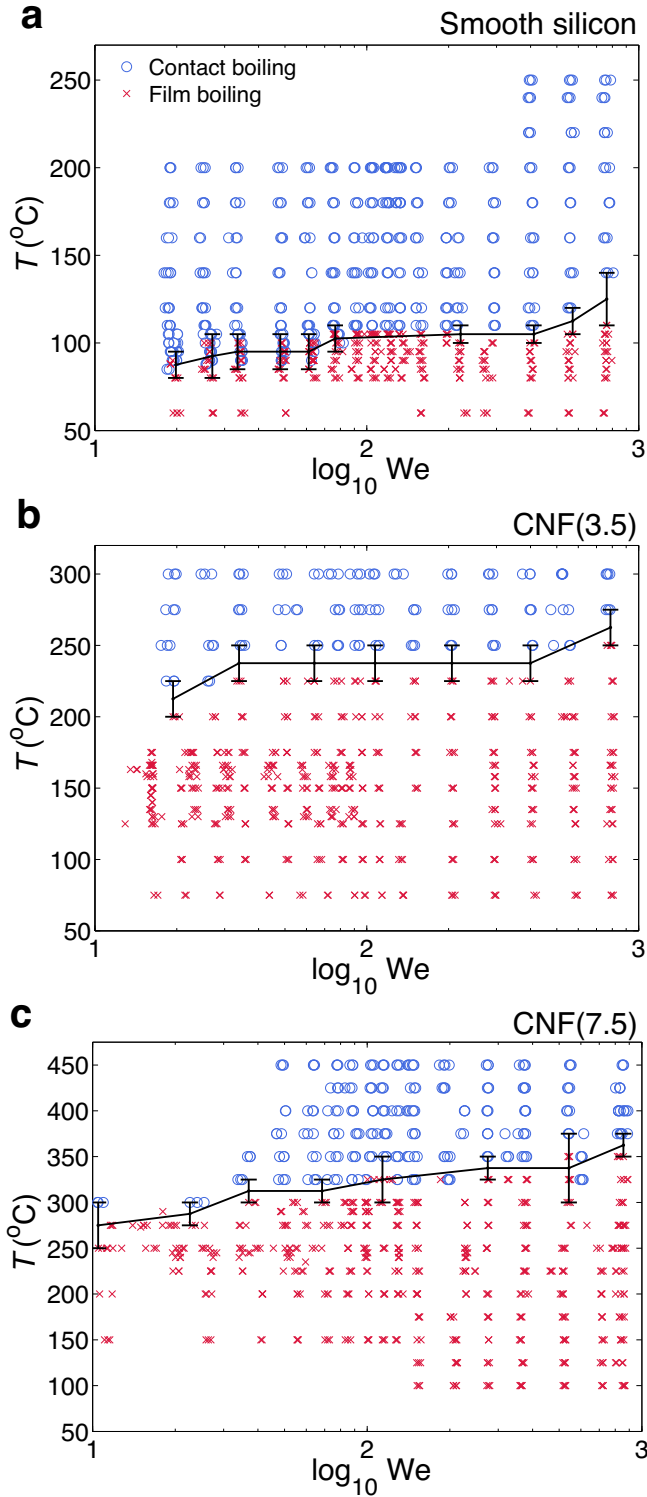 a
Smooth silicon
Contact boiling
Film boiling
250
200
150
100
50
T (°C)
1
2
3
log10 We
b
CNF(3.5)
300
250
200
150
100
50
T (°C)
1
2
3
log10 We
c
CNF(7.5)
450
400
350
300
250
200
150
100
50
T (°C)
1
2
3
log10 We